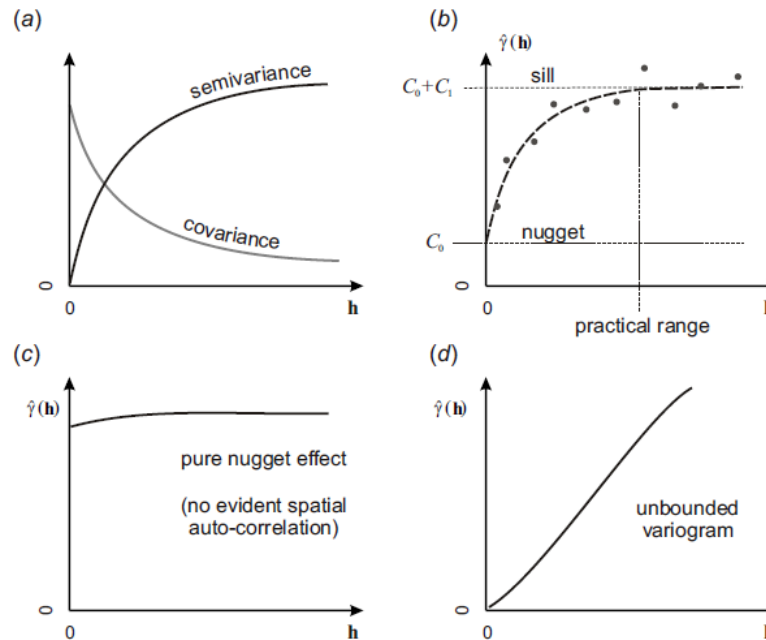 (a)
semivariance
covariance
0
0
h
(b)
γ̂(h)
sill
C₀+C₁
C₀
nugget
0
0
practical range
(c)
γ̂(h)
pure nugget effect
(no evident spatial
auto-correlation)
0
0
h
(d)
γ̂(h)
unbounded
variogram
0
0